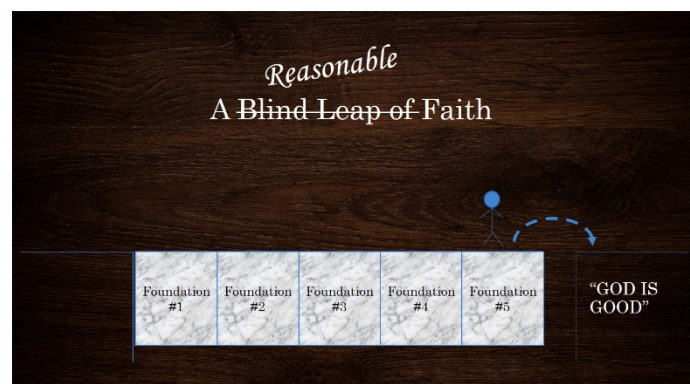 Reasonable
A Blind Leap of Faith
Foundation
#1
Foundation
#2
Foundation
#3
Foundation
#4
Foundation
#5
“GOD IS
GOOD”